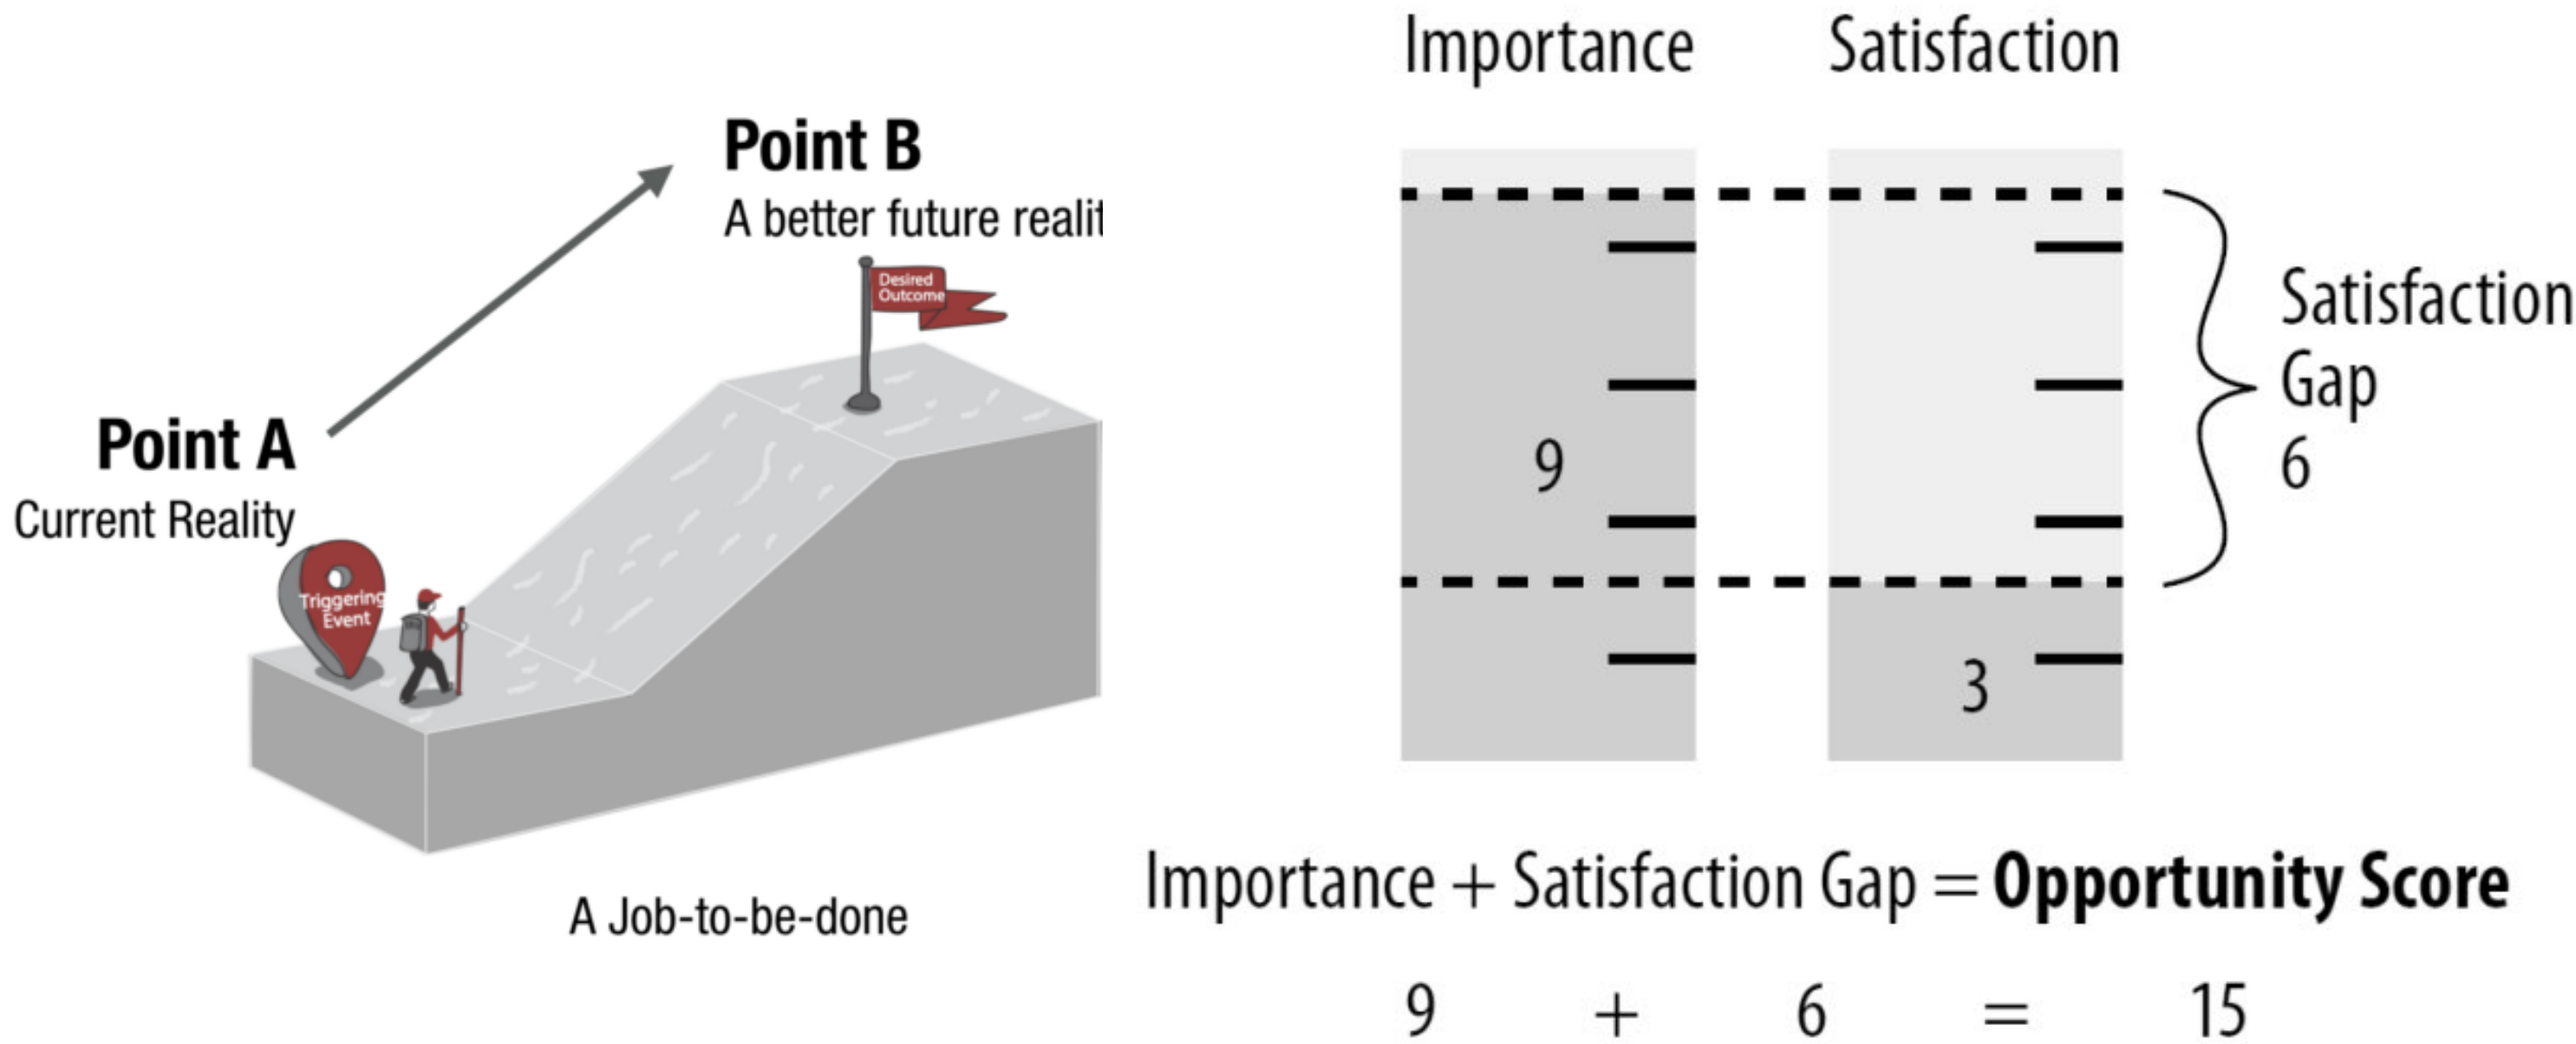 Point B
A better future realit
Desired
Outcome
Point A
Current Reality
Triggering
Event
A Job-to-be-done
Importance
Satisfaction
9
3
Satisfaction
Gap
6
Importance + Satisfaction Gap = Opportunity Score
9 + 6 = 15